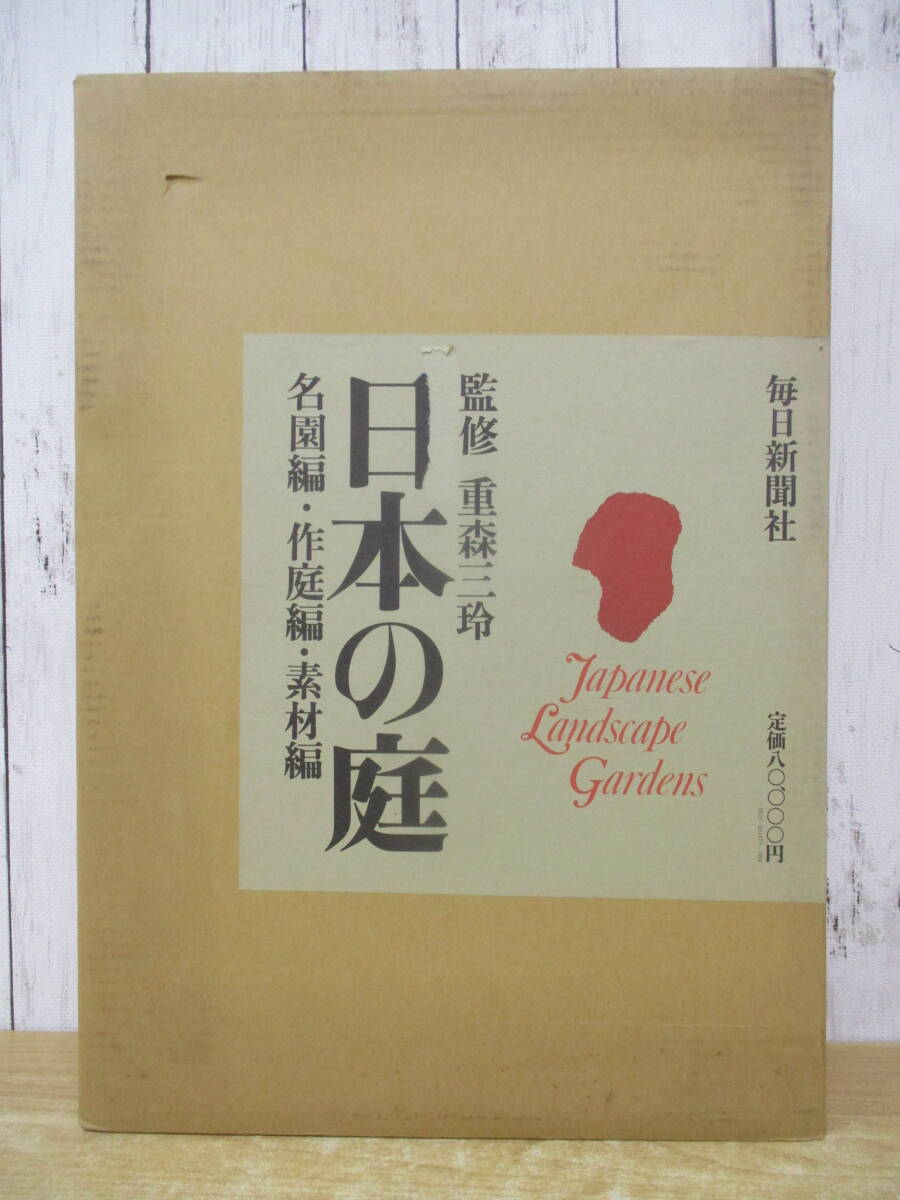 毎日新聞社
定価八〇、〇〇〇円
Japanese
Landscape
Gardens
監修 重森三玲
日本の庭
名園編・作庭編・素材編